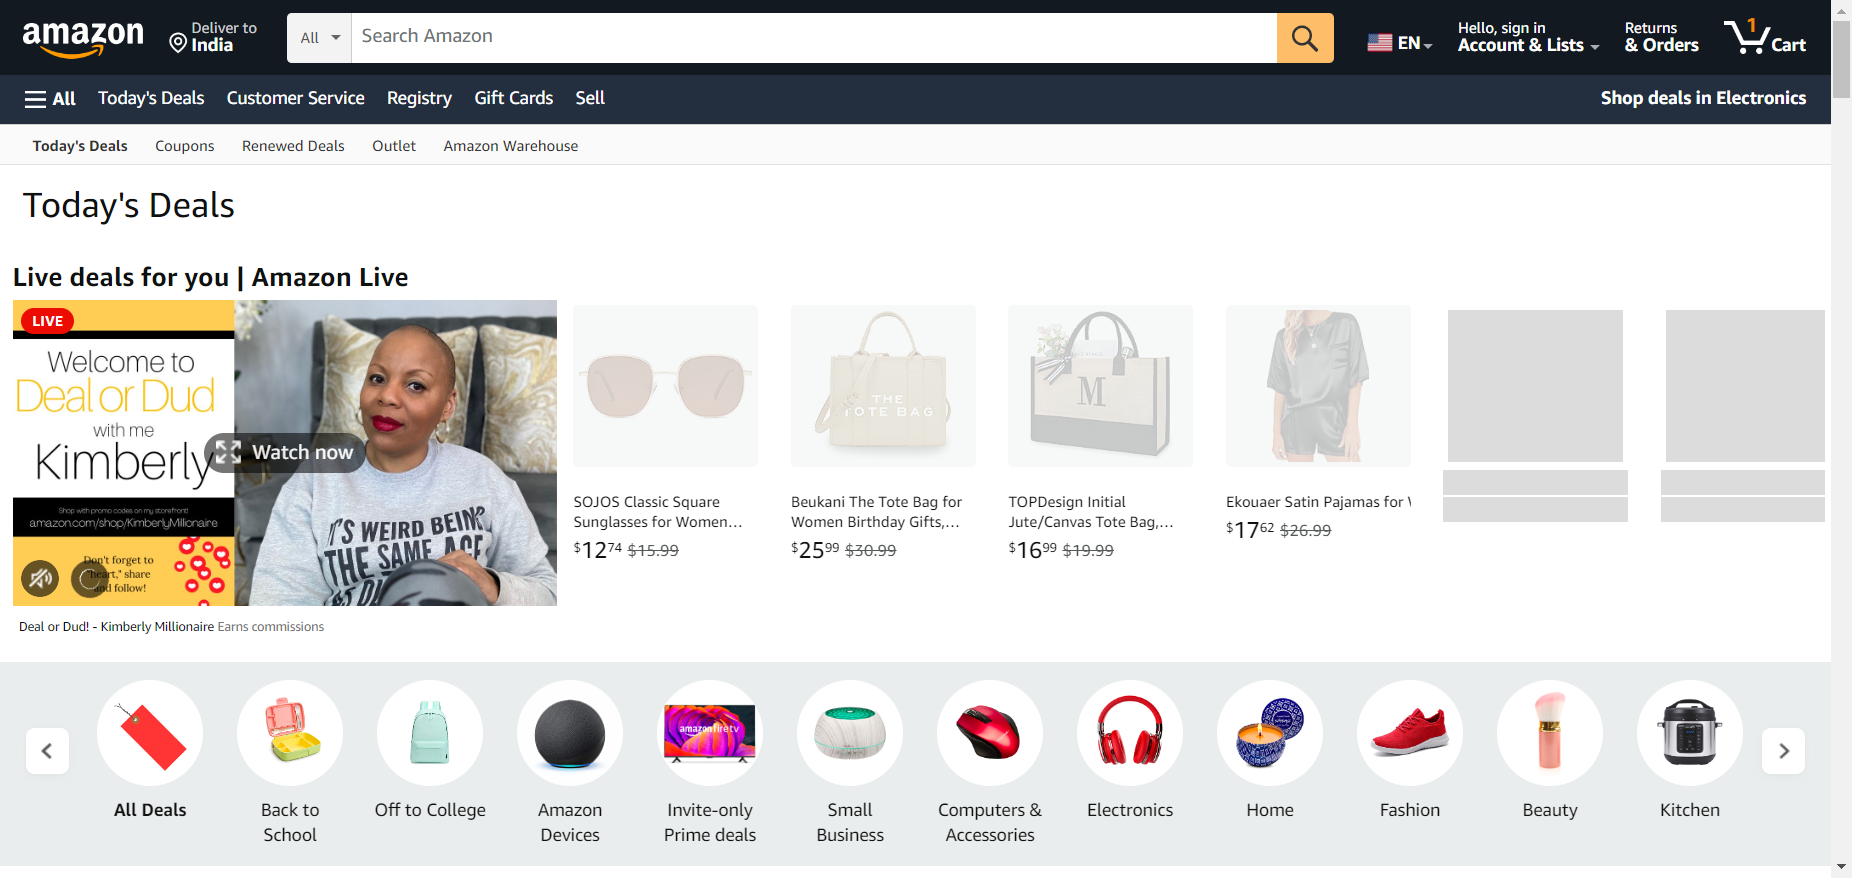 amazon
Deliver to
India
All
Search Amazon
EN
Hello, sign in
Account & Lists
Returns
& Orders
1
Cart
All
Today's Deals
Customer Service
Registry
Gift Cards
Sell
Shop deals in Electronics
Today's Deals
Coupons
Renewed Deals
Outlet
Amazon Warehouse
Today's Deals
Live deals for you | Amazon Live
LIVE
Welcome to
Deal or Dud
with me
Kimberly
Shop with promo codes on my storefront!
amazon.com/shop/KimberlyMillionaire
Don't forget to
"heart," share
and follow!
Watch now
IT'S WEIRD BEING
THE SAME AGE
AS
Deal or Dud! - Kimberly Millionaire Earns commissions
THE
TOTE BAG
M
SOJOS Classic Square
Sunglasses for Women...
$12.74 $15.99
Beukani The Tote Bag for
Women Birthday Gifts,...
$25.99 $30.99
TOPDesign Initial
Jute/Canvas Tote Bag,...
$16.99 $19.99
Ekouaer Satin Pajamas for
$17.62 $26.99
amazon fire tv
All Deals
Back to
School
Off to College
Amazon
Devices
Invite-only
Prime deals
Small
Business
Computers &
Accessories
Electronics
Home
Fashion
Beauty
Kitchen